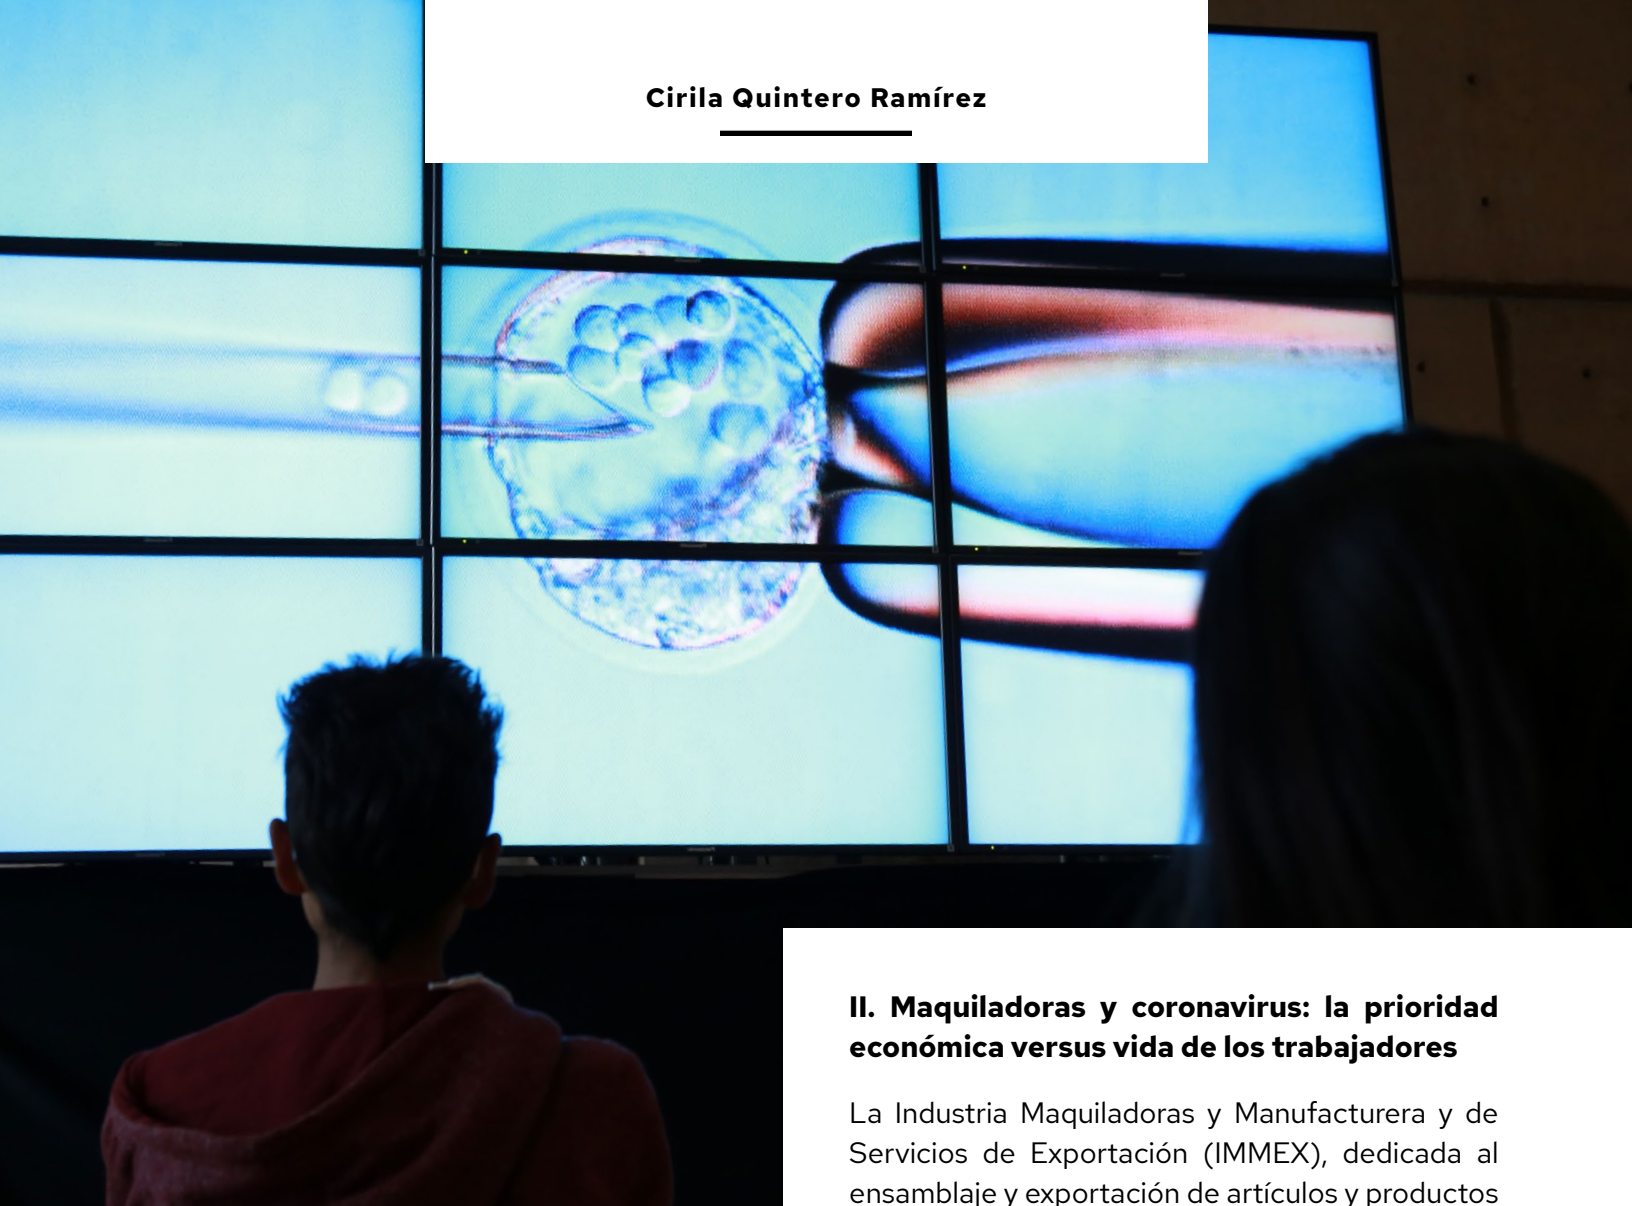 Cirila Quintero Ramírez
II. Maquiladoras y coronavirus: la prioridad
económica versus vida de los trabajadores
La Industria Maquiladoras y Manufacturera y de
Servicios de Exportación (IMMEX), dedicada al
ensamblaje y exportación de artículos y productos